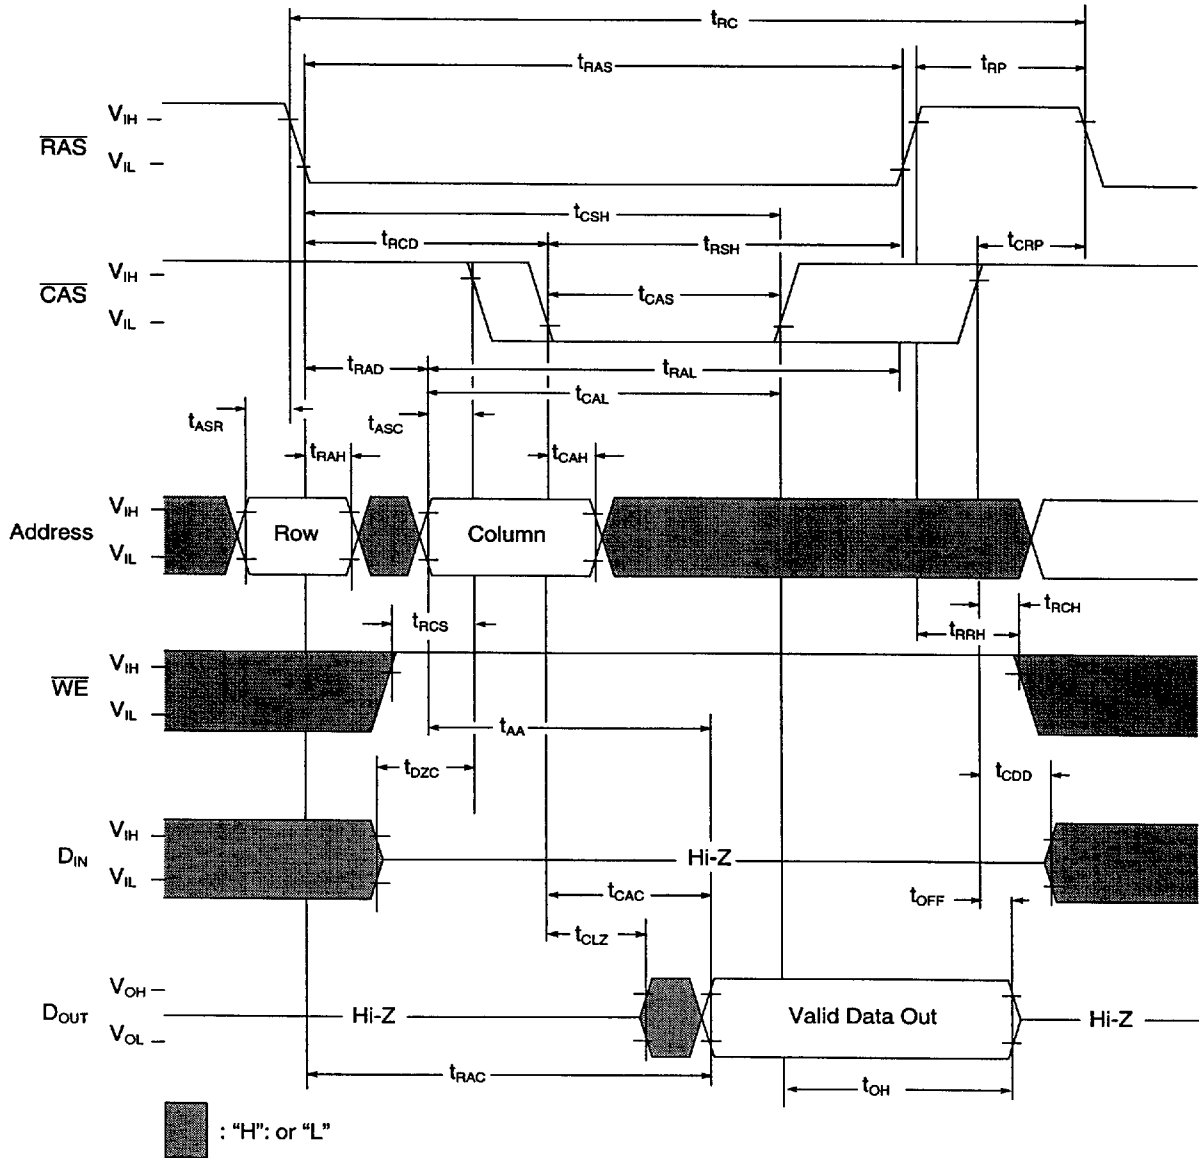 tRC
tRAS tRP
VIH
RAS
VIL
tCSH
tRCD tRSH tCRP
VIH
CAS tCAS
VIL
tRAD tRAL
tCAL
tASR tASC
tRAH tCAH
VIH
Address Row Column
VIL
tRCS tRCH
tRRH
VIH
WE
VIL
tAA
tDZC tCDD
VIH
DIN Hi-Z
VIL
tCAC tOFF
tCLZ
VOH
DOUT Hi-Z Valid Data Out Hi-Z
VOL
tRAC tOH
: “H”: or “L”